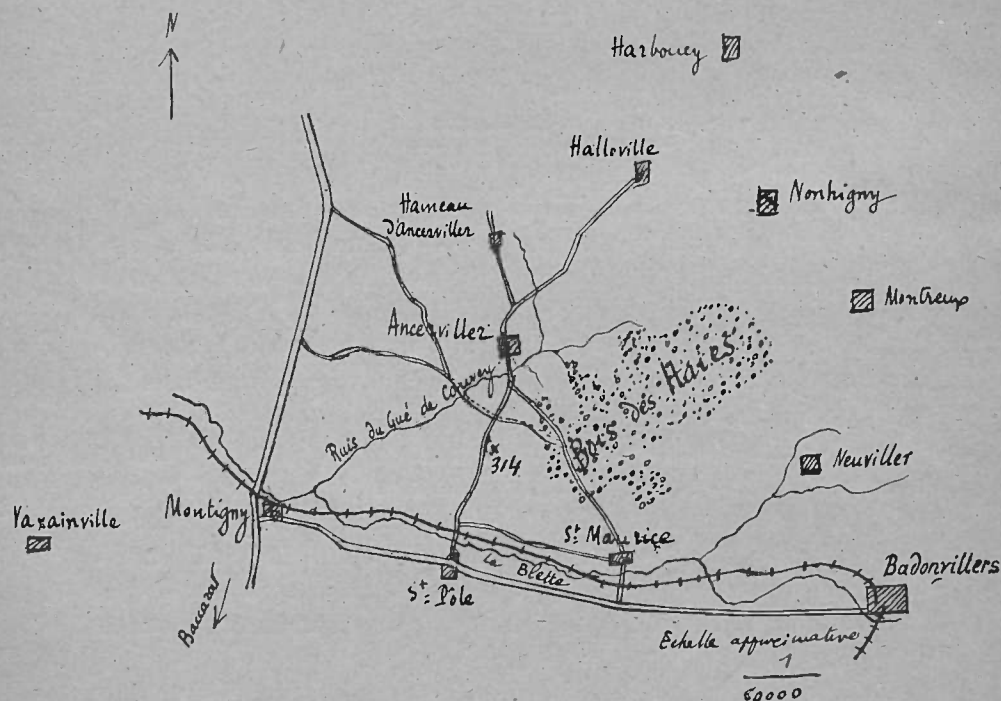 N
Harbouey
Halloville
Nonhigny
Hameau
d'Ancerviller
Montreux
Ancerviller
Bois des Haies
Ruis du Gué de Couvey
314
Neuviller
Montigny
Vaxainville
St Maurice
La Blette
Badonvillers
St Pôle
Baccarat
Echelle approximative
1
50000